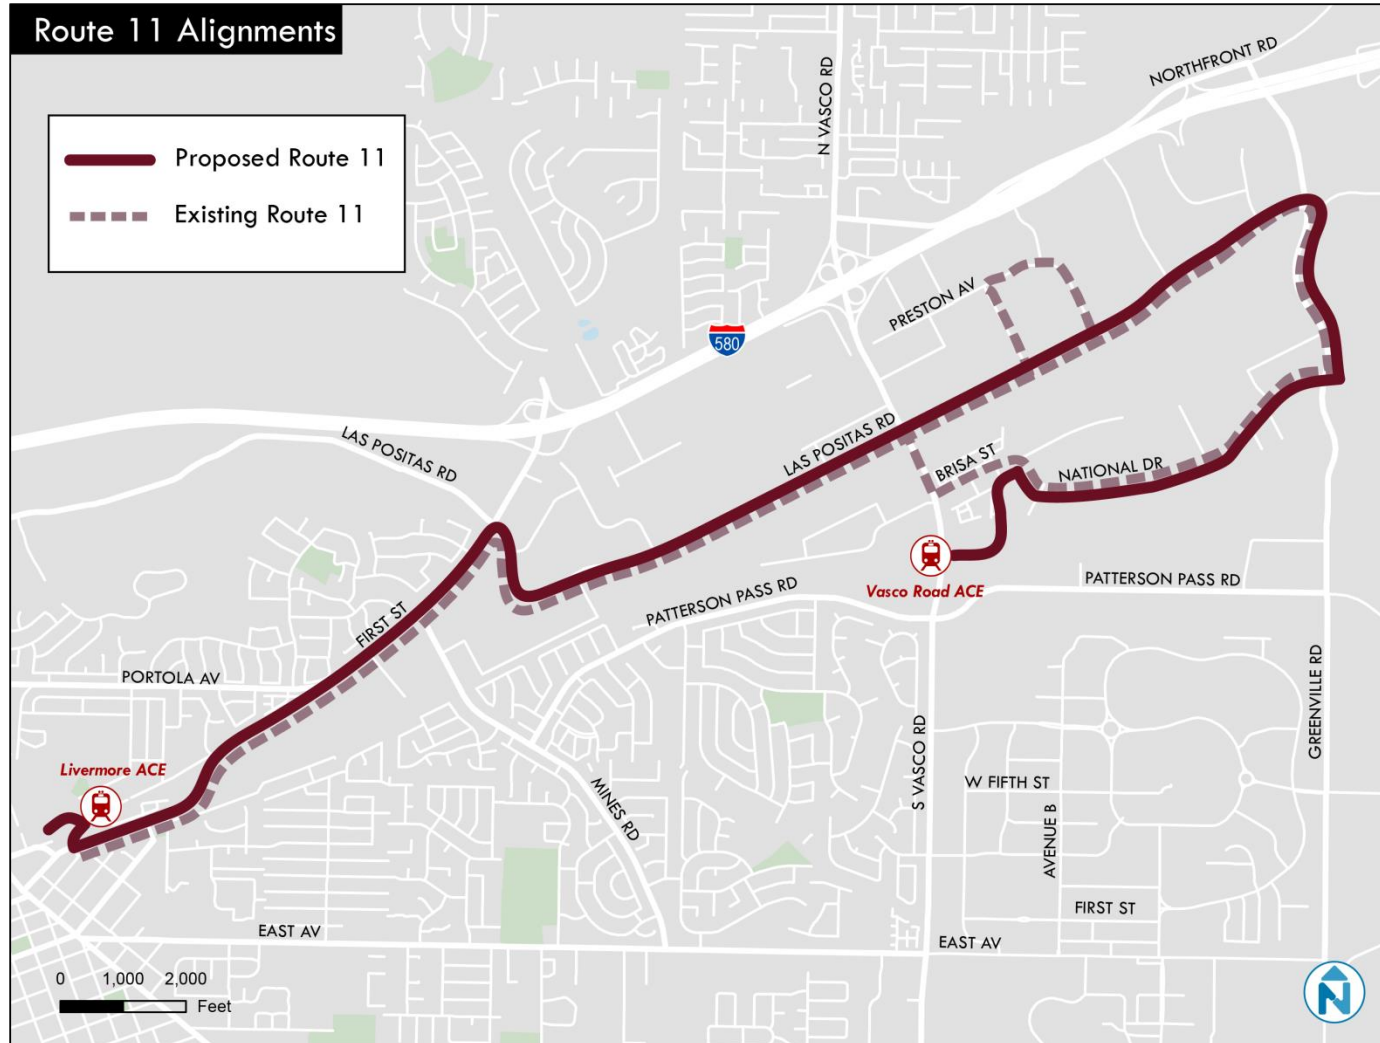 Route 11 Alignments
Proposed Route 11
Existing Route 11
N VASCO RD
NORTHFRONT RD
PRESTON AV
580
LAS POSITAS RD
LAS POSITAS RD
BRISA ST
NATIONAL DR
Vasco Road ACE
PATTERSON PASS RD
PATTERSON PASS RD
FIRST ST
PORTOLA AV
Livermore ACE
MINES RD
S VASCO RD
W FIFTH ST
AVENUE B
GREENVILLE RD
FIRST ST
EAST AV
EAST AV
0 1,000 2,000
Feet
N